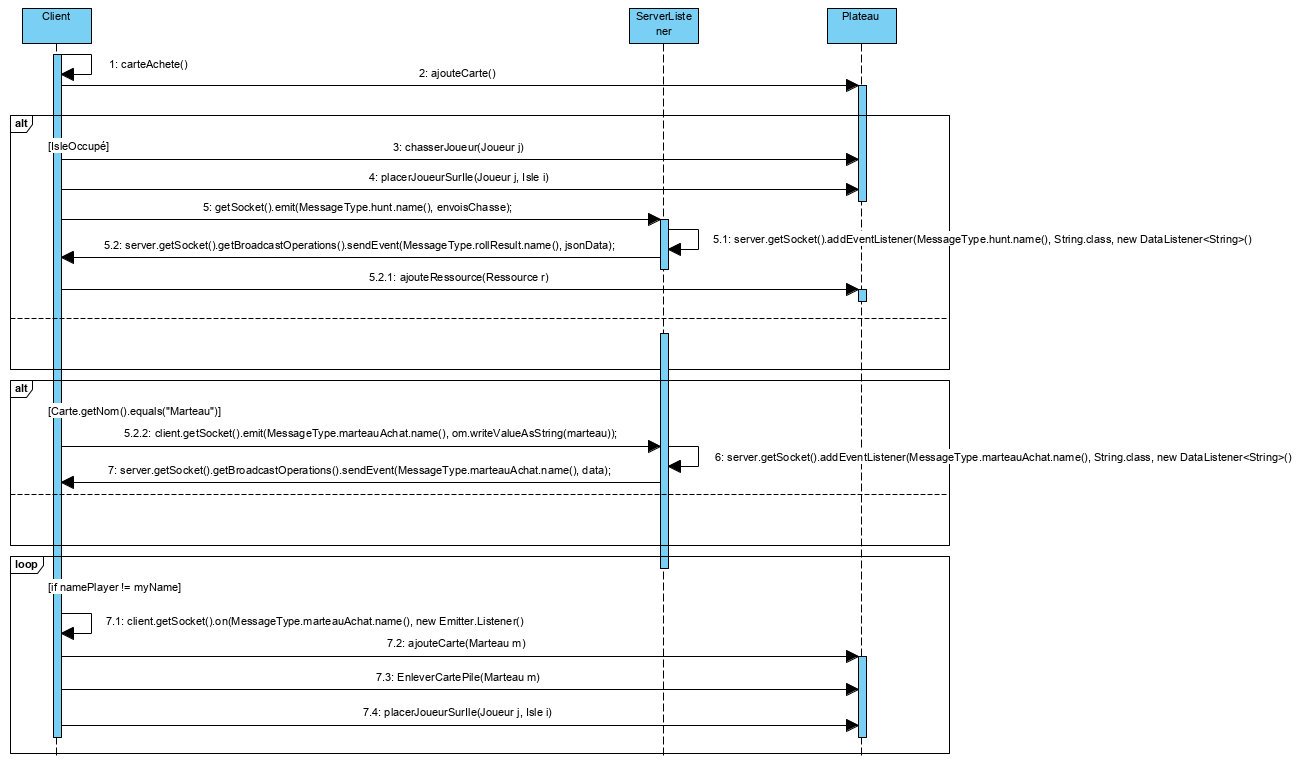 Client
ServerListe
ner
Plateau
1: carteAchete()
2: ajouteCarte()
alt
[IsleOccupé]
3: chasserJoueur(Joueur j)
4: placerJoueurSurIle(Joueur j, Isle i)
5: getSocket().emit(MessageType.hunt.name(), envoisChasse);
5.1: server.getSocket().addEventListener(MessageType.hunt.name(), String.class, new DataListener<String>()
5.2: server.getSocket().getBroadcastOperations().sendEvent(MessageType.rollResult.name(), jsonData);
5.2.1: ajouteRessource(Ressource r)
alt
[Carte.getNom().equals("Marteau")]
5.2.2: client.getSocket().emit(MessageType.marteauAchat.name(), om.writeValueAsString(marteau));
6: server.getSocket().addEventListener(MessageType.marteauAchat.name(), String.class, new DataListener<String>()
7: server.getSocket().getBroadcastOperations().sendEvent(MessageType.marteauAchat.name(), data);
loop
[if namePlayer != myName]
7.1: client.getSocket().on(MessageType.marteauAchat.name(), new Emitter.Listener()
7.2: ajouteCarte(Marteau m)
7.3: EnleverCartePile(Marteau m)
7.4: placerJoueurSurIle(Joueur j, Isle i)